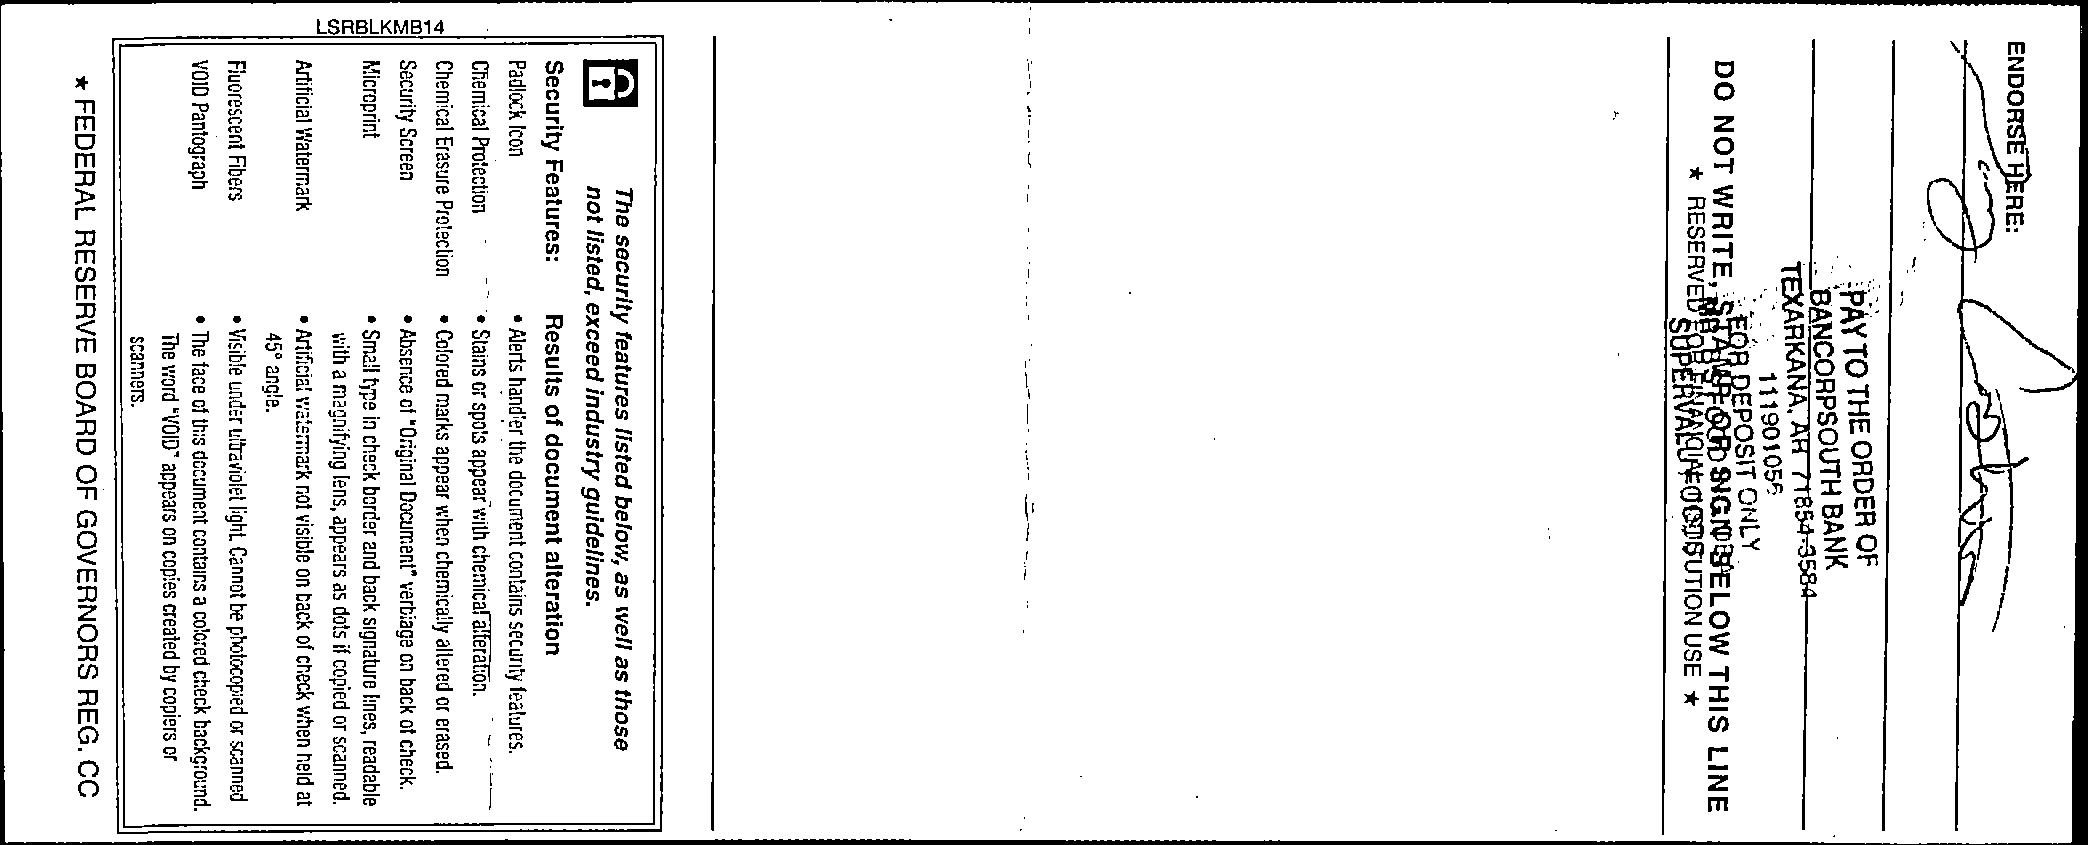 ENDORSE HERE:
PAY TO THE ORDER OF
BANCORPSOUTH BANK
TEXARKANA, AR 71854-3584
111901056
FOR DEPOSIT ONLY
DO NOT WRITE, STAMP OR SIGN BELOW THIS LINE
★ RESERVED FOR FINANCIAL INSTITUTION USE ★
SUPERVALU
The security features listed below, as well as those
not listed, exceed industry guidelines.
Security Features: Results of document alteration
Padlock Icon • Alerts handler the document contains security features.
Chemical Protection • Stains or spots appear with chemical alteration.
Chemical Erasure Protection • Colored marks appear when chemically altered or erased.
Security Screen • Absence of "Original Document" verbiage on back of check.
Microprint • Small type in check border and back signature lines, readable
with a magnifying lens, appears as dots if copied or scanned.
Artificial Watermark • Artificial watermark not visible on back of check when held at
45° angle.
Fluorescent Fibers • Visible under ultraviolet light. Cannot be photocopied or scanned
VOID Pantograph • The face of this document contains a colored check background.
The word "VOID" appears on copies created by copiers or
scanners.
★ FEDERAL RESERVE BOARD OF GOVERNORS REG. CC
LSRBLKMB14